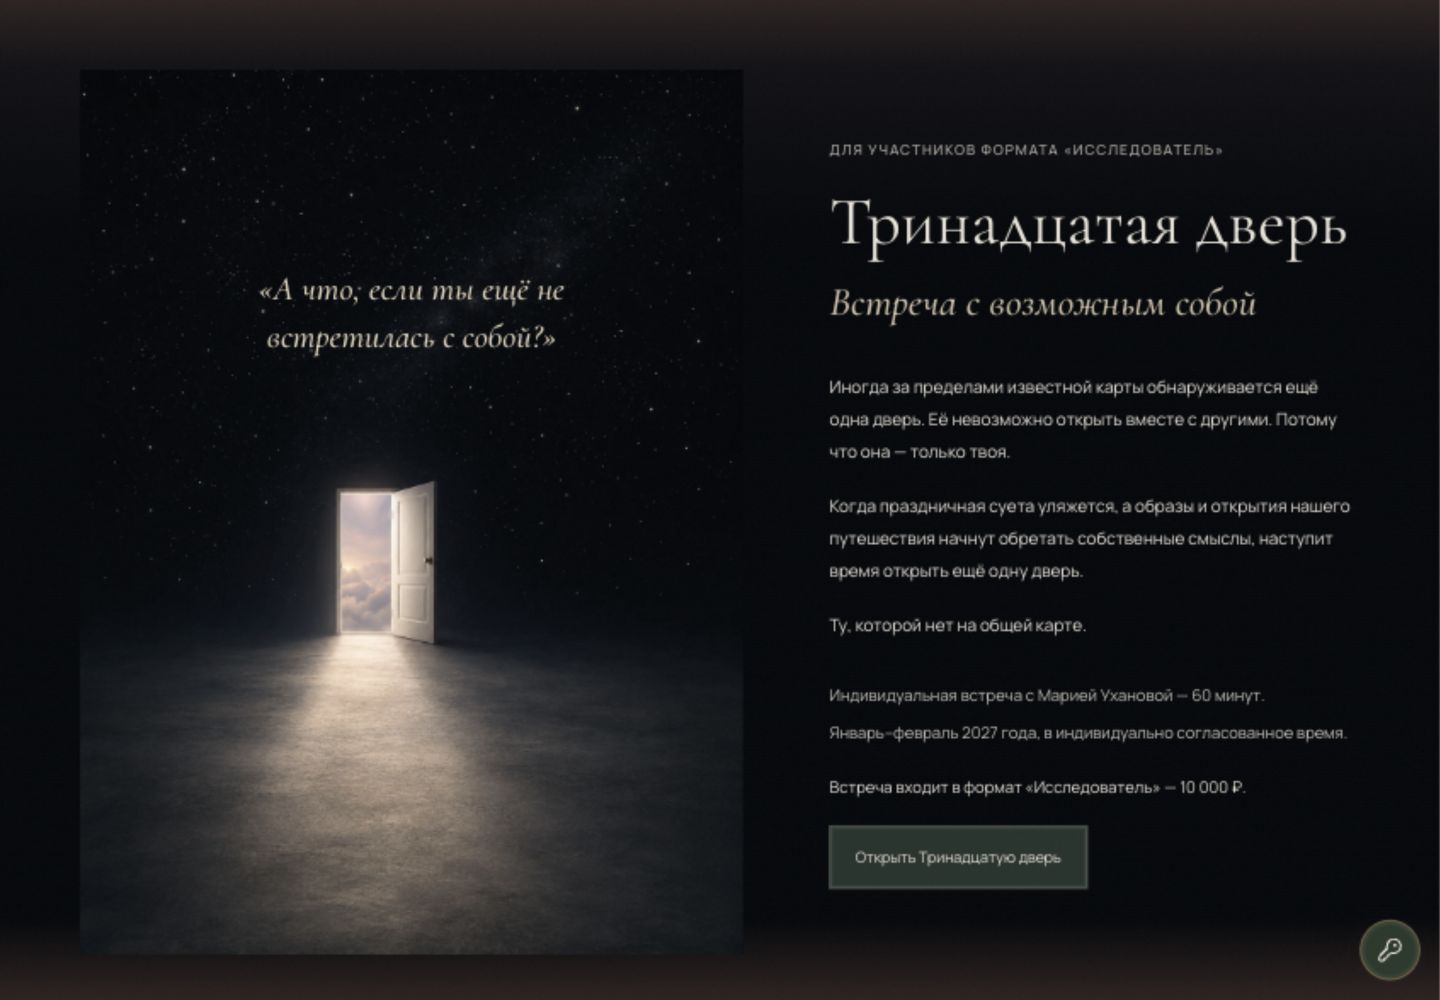 «А что, если ты ещё не
встретилась с собой?»
ДЛЯ УЧАСТНИКОВ ФОРМАТА «ИССЛЕДОВАТЕЛЬ»
Тринадцатая дверь
Встреча с возможным собой
Иногда за пределами известной карты обнаруживается ещё
одна дверь. Её невозможно открыть вместе с другими. Потому
что она — только твоя.
Когда праздничная суета уляжется, а образы и открытия нашего
путешествия начнут обретать собственные смыслы, наступит
время открыть ещё одну дверь.
Ту, которой нет на общей карте.
Индивидуальная встреча с Марией Ухановой — 60 минут.
Январь–февраль 2027 года, в индивидуально согласованное время.
Встреча входит в формат «Исследователь» — 10 000 ₽.
Открыть Тринадцатую дверь